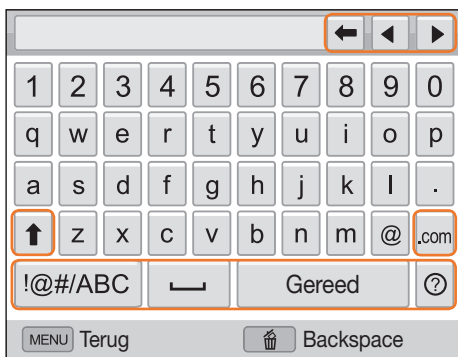 1 2 3 4 5 6 7 8 9 0
q w e r t y u i o p
a s d f g h j k l .
z x c v b n m @ .com
!@#/ABC Gereed ?
MENU Terug Backspace